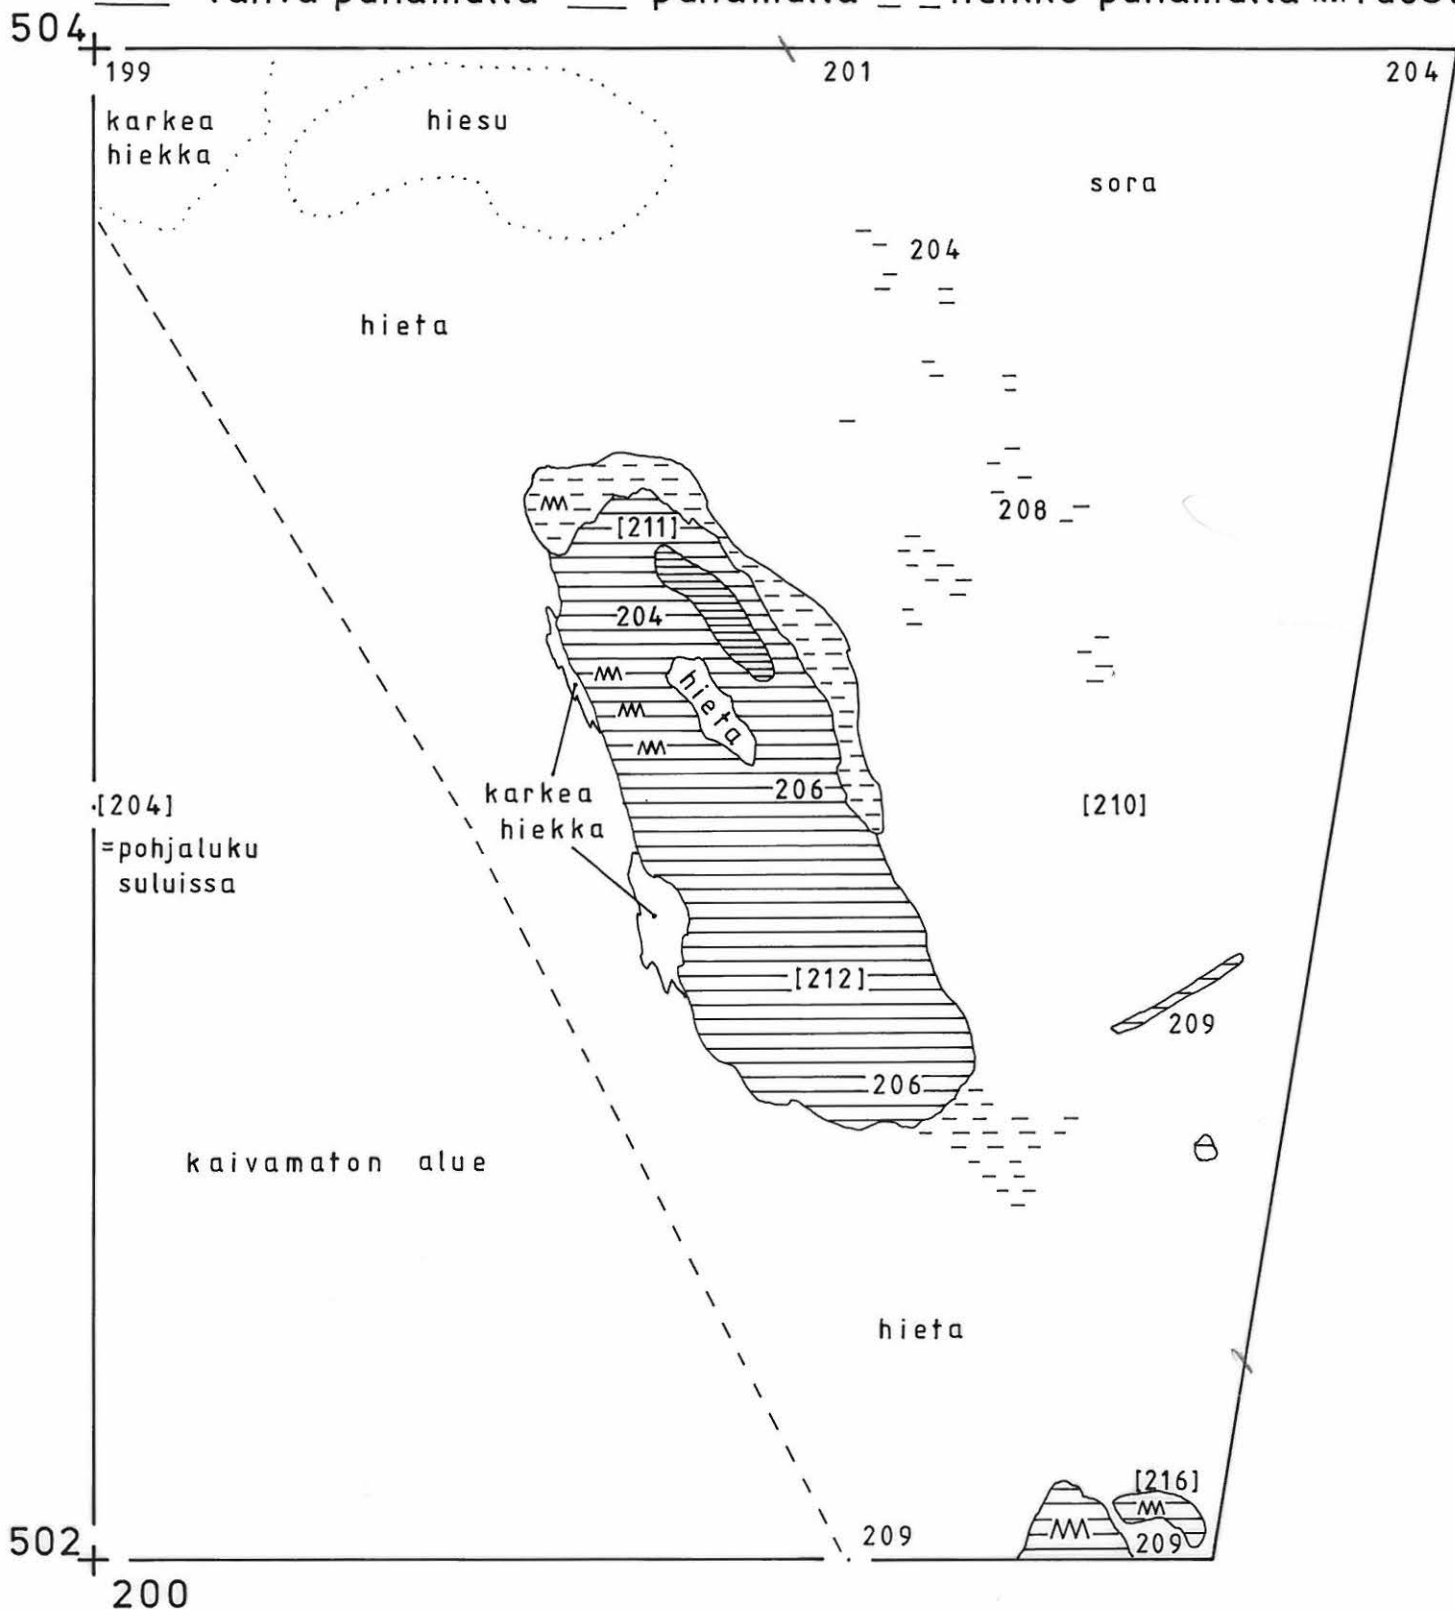 504
199 201 204
karkea
hiekka
hiesu
sora
204
hieta
208
[211]
204
hieta
karkea
hiekka
206
[204]
=pohjaluku
suluissa
[210]
[212]
209
206
kaivamaton alue
hieta
[216]
209
209
502
200